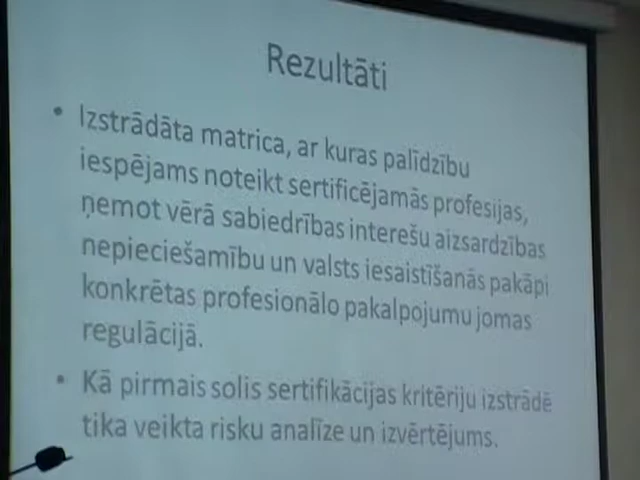 Rezultāti
• Izstrādāta matrica, ar kuras palīdzību
iespējams noteikt sertificējamās profesijas,
ņemot vērā sabiedrības interešu aizsardzības
nepieciešamību un valsts iesaistīšanās pakāpi
konkrētas profesionālo pakalpojumu jomas
regulācijā.
• Kā pirmais solis sertifikācijas kritēriju izstrādē
tika veikta risku analīze un izvērtējums.